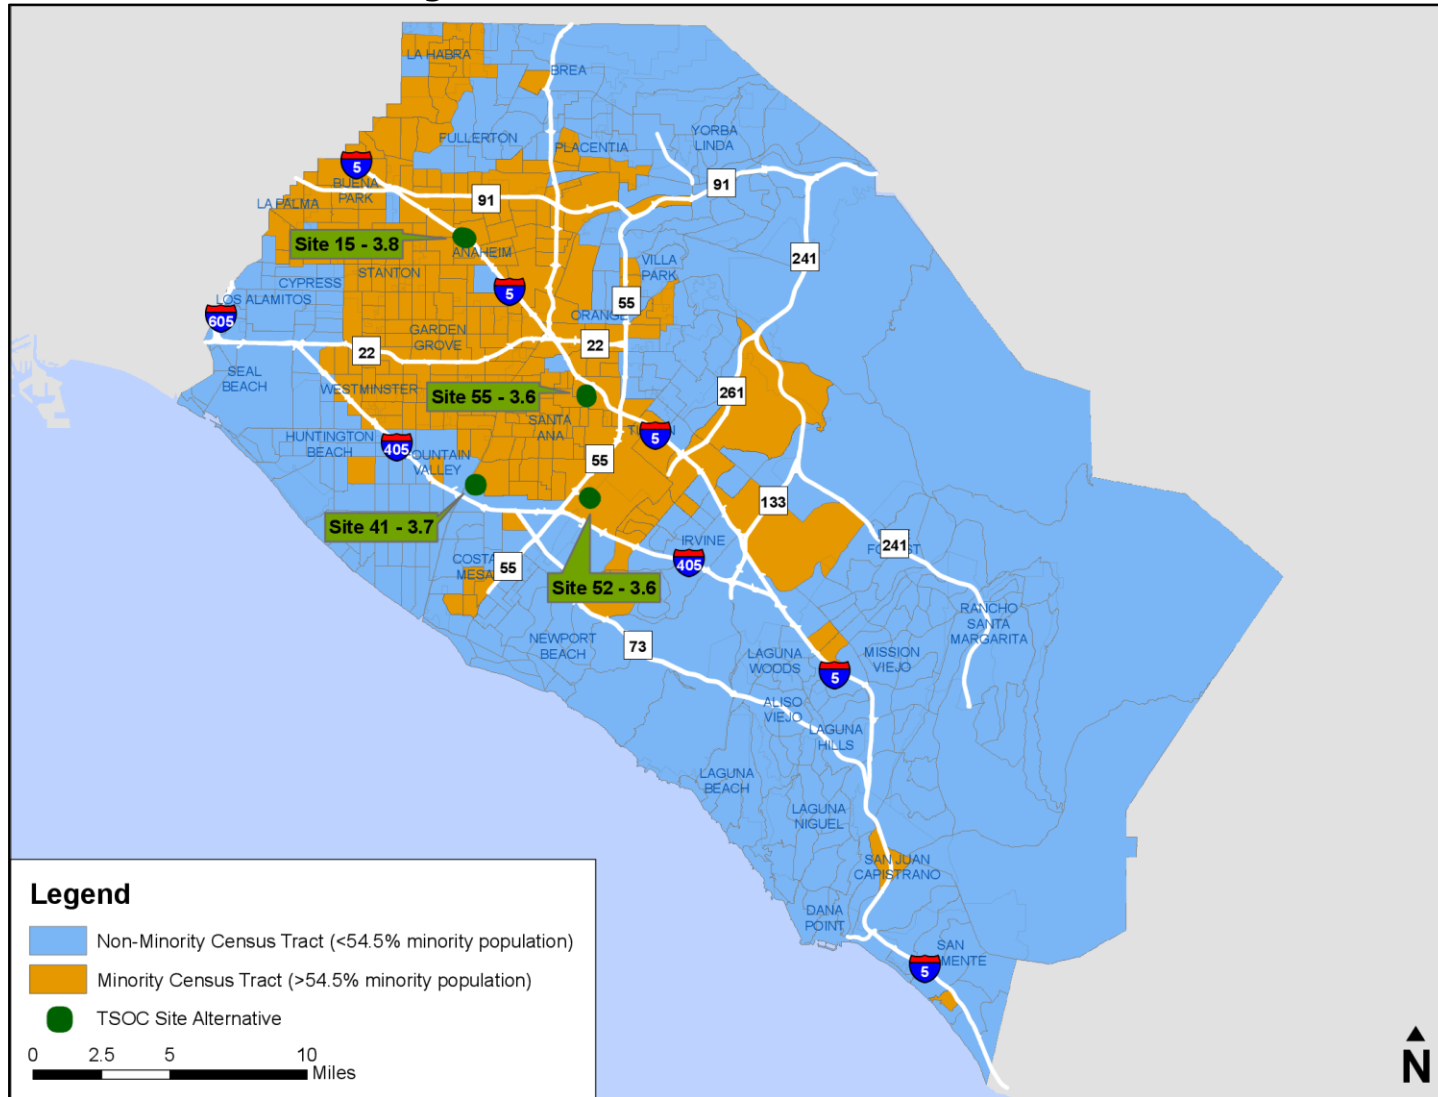 LA HABRA
BREA
FULLERTON
PLACENTIA
YORBA
LINDA
5
BUENA
PARK
91
91
LA PALMA
Site 15 - 3.8
ANAHEIM
VILLA
PARK
241
STANTON
CYPRESS
5
LOS ALAMITOS
55
605
ORANGE
GARDEN
GROVE
22
22
SEAL
BEACH
WESTMINSTER
Site 55 - 3.6
261
SANTA
ANA
5
HUNTINGTON
BEACH
405
VALLEY
55
133
Site 41 - 3.7
IRVINE
241
405
COSTA
MESA
55
Site 52 - 3.6
RANCHO
SANTA
MARGARITA
NEWPORT
BEACH
73
LAGUNA
WOODS
MISSION
VIEJO
5
ALISO
VIEJO
LAGUNA
HILLS
LAGUNA
BEACH
LAGUNA
NIGUEL
SAN JUAN
CAPISTRANO
DANA
POINT
SAN
5
Legend
Non-Minority Census Tract (<54.5% minority population)
Minority Census Tract (>54.5% minority population)
TSOC Site Alternative
0 2.5 5 10
Miles
N